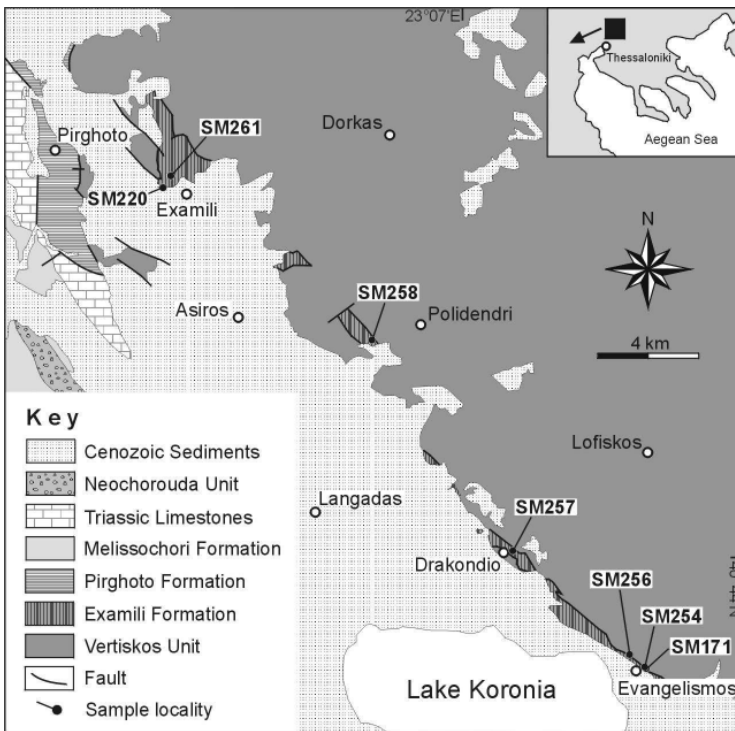 23°07'E
Thessaloniki
Aegean Sea
Pirghoto
SM261
Dorkas
SM220
Examili
N
SM258
Asiros
Polidendri
4 km
Key
Cenozoic Sediments
Neochorouda Unit
Triassic Limestones
Melissochori Formation
Pirghoto Formation
Examili Formation
Vertiskos Unit
Fault
Sample locality
Lofiskos
Langadas
SM257
Drakondio
SM256
SM254
SM171
Evangelismos
Lake Koronia